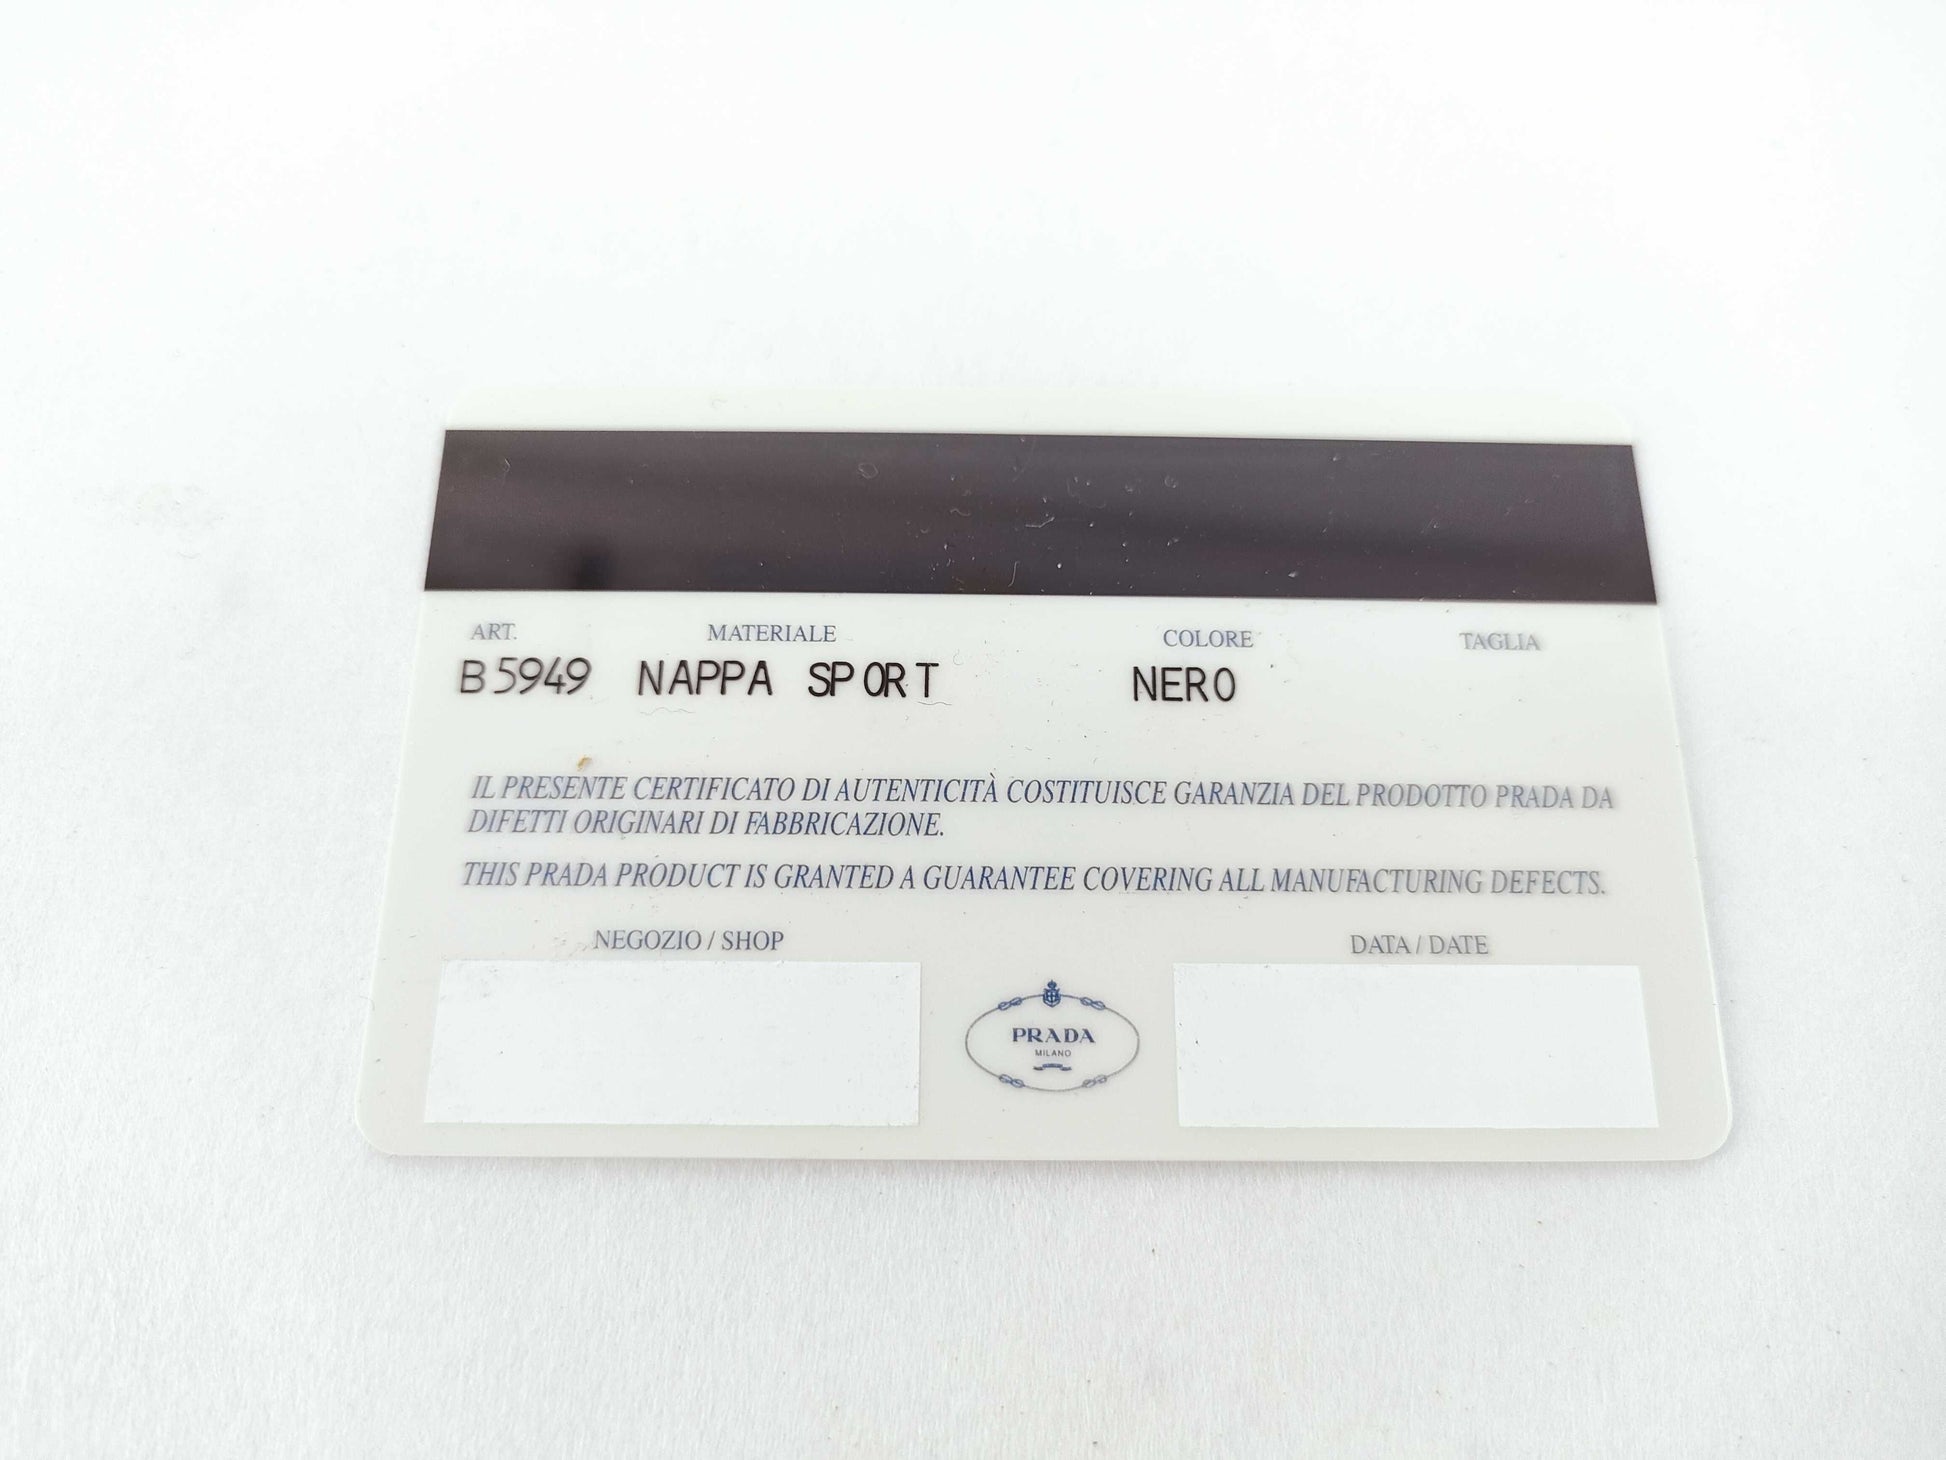 ART. MATERIALE COLORE TAGLIA
B5949 NAPPA SPORT NERO
IL PRESENTE CERTIFICATO DI AUTENTICITÀ COSTITUISCE GARANZIA DEL PRODOTTO PRADA DA
DIFETTI ORIGINARI DI FABBRICAZIONE.
THIS PRADA PRODUCT IS GRANTED A GUARANTEE COVERING ALL MANUFACTURING DEFECTS.
NEGOZIO / SHOP DATA / DATE
PRADA
MILANO